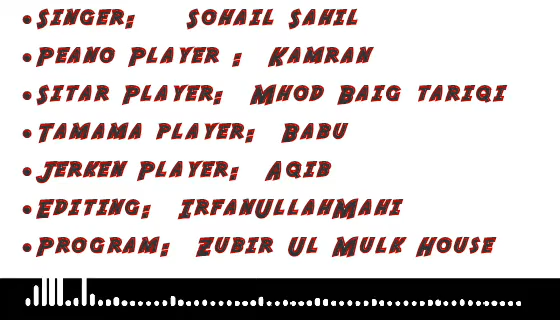 • Singer; Sohail Sahil
• Peano Player ; Kamran
• Sitar Player; Mhod Baig tariqi
• Tamama player; Babu
• Jerken Player; Aqib
• Editing; IrfanUllahMahi
• Program; Zubir Ul Mulk House